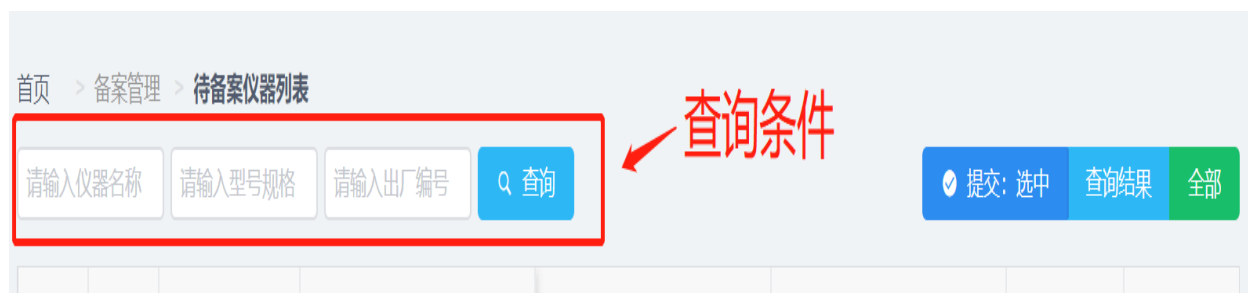 首页 > 备案管理 > 待备案仪器列表
查询条件
请输入仪器名称 请输入型号规格 请输入出厂编号 查询 提交: 选中 查询结果 全部